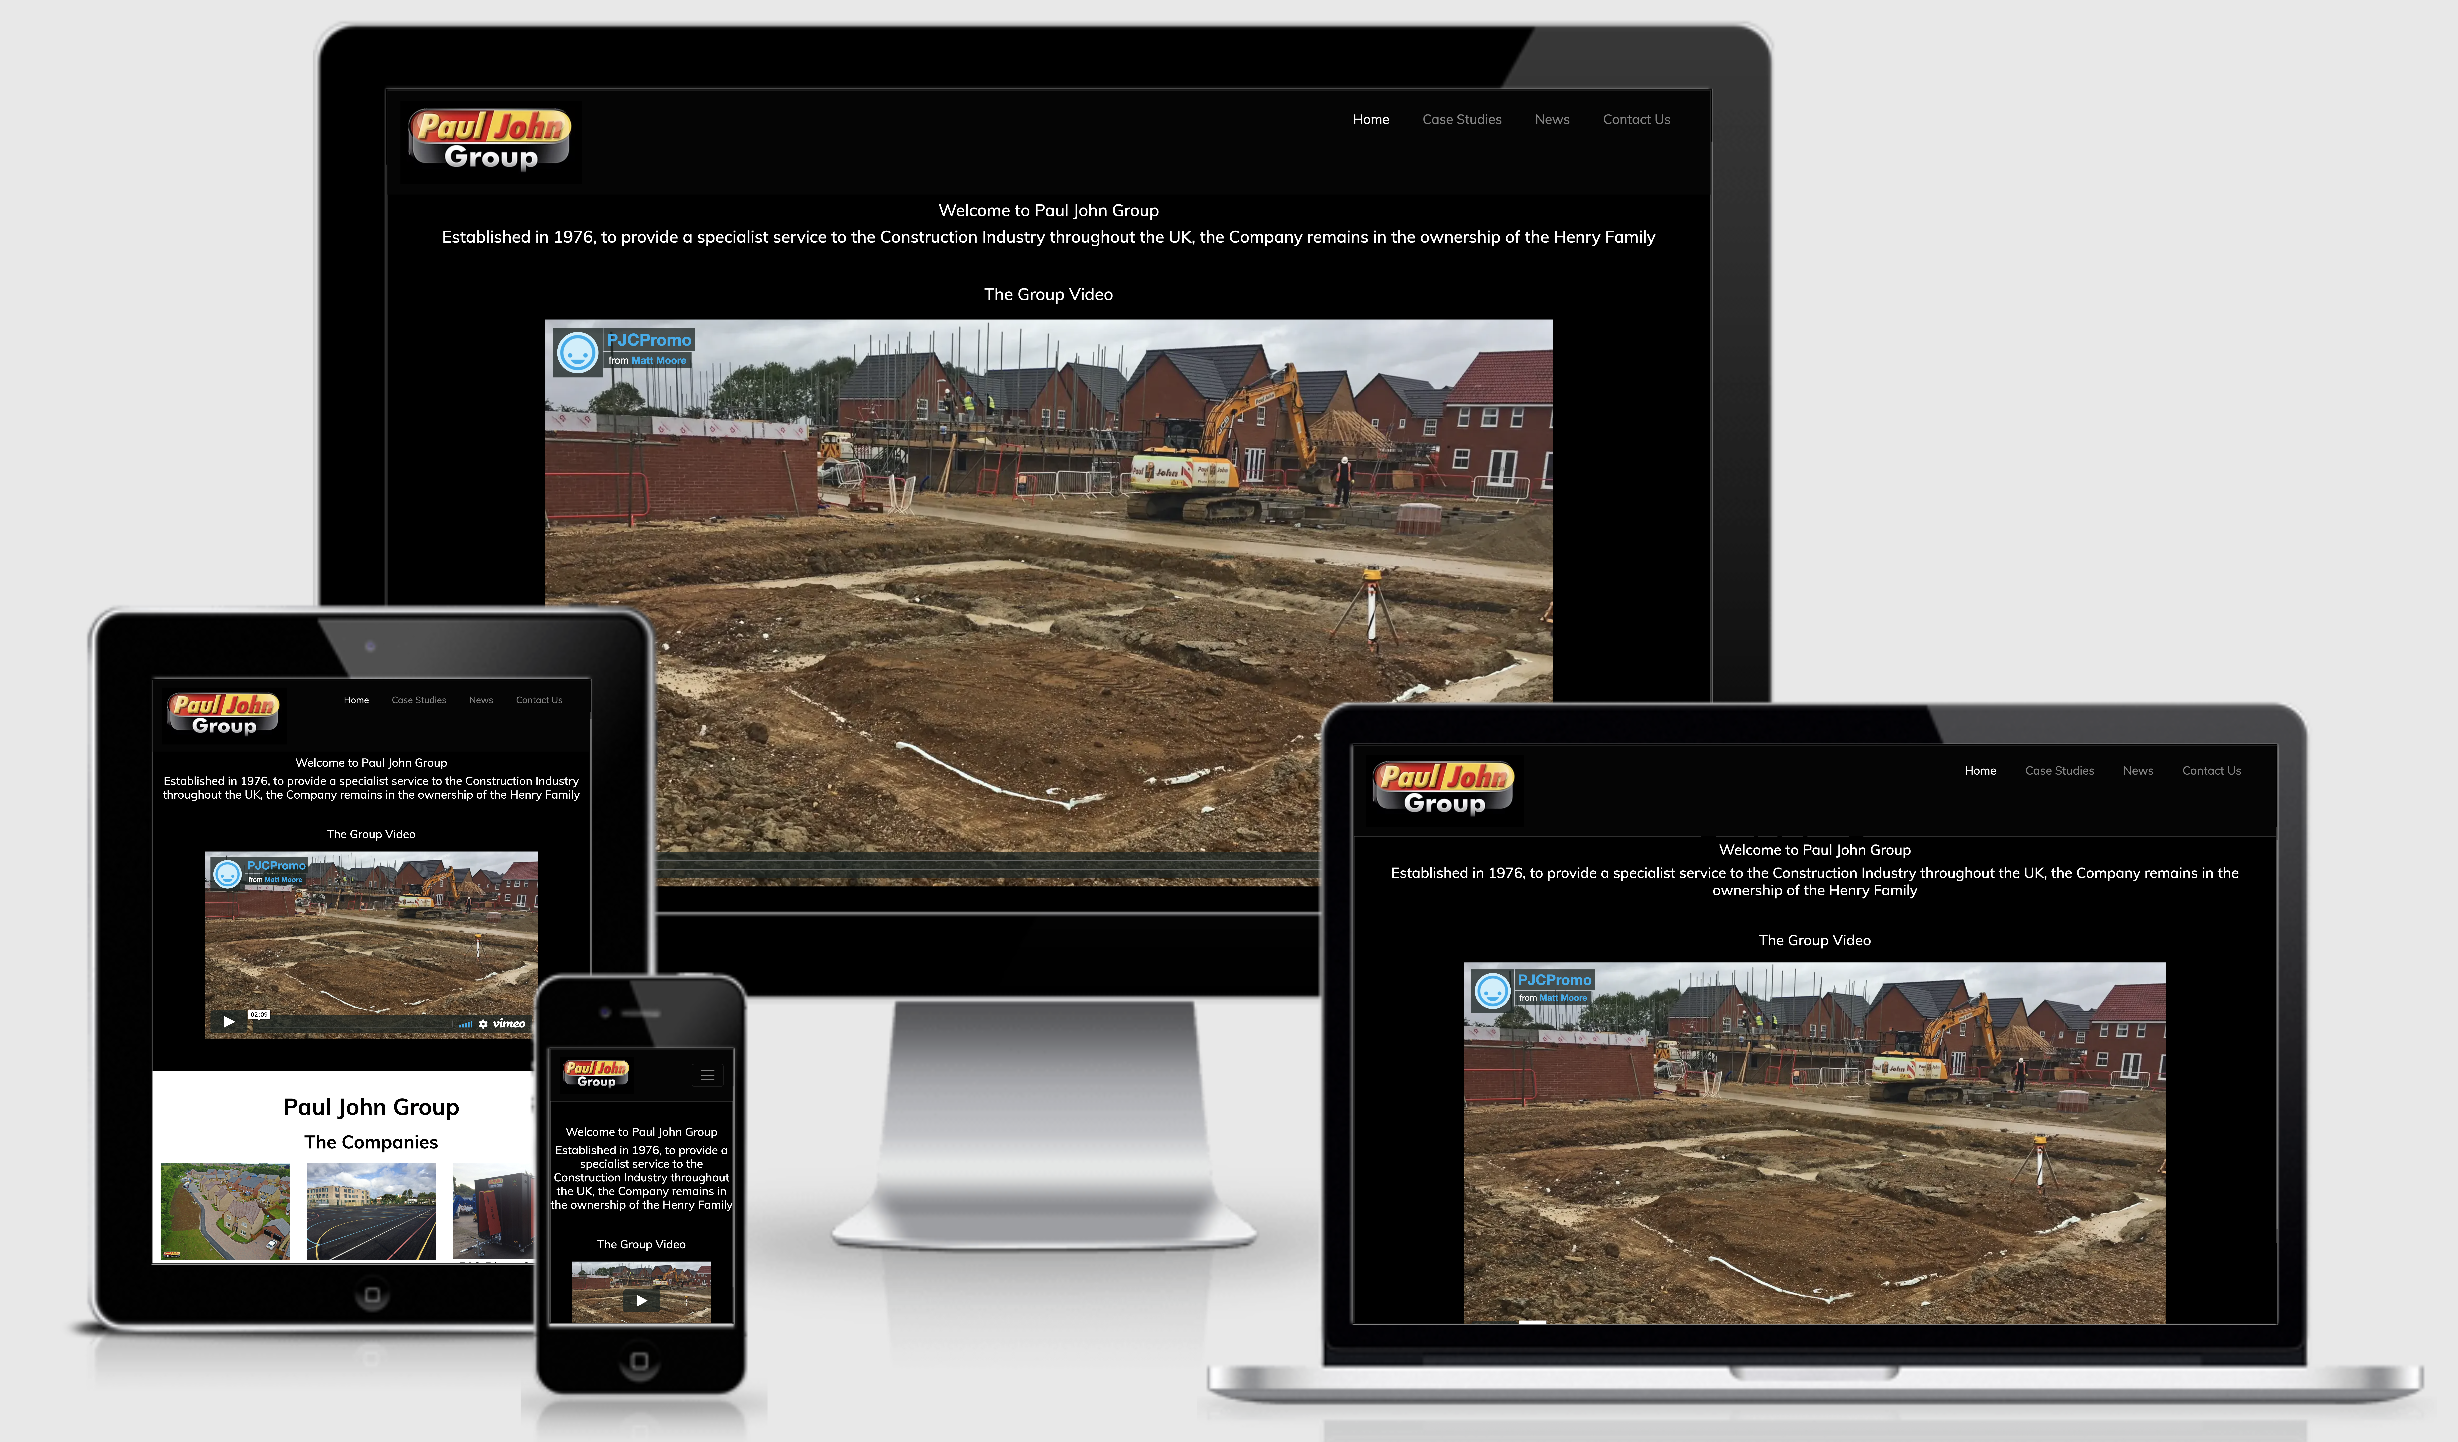 Paul John
Group
Home Case Studies News Contact Us
Welcome to Paul John Group
Established in 1976, to provide a specialist service to the Construction Industry throughout the UK, the Company remains in the ownership of the Henry Family
The Group Video
PJCPromo
from Matt Moore
Paul John
Paul John
Group
Home Case Studies News Contact Us
Welcome to Paul John Group
Established in 1976, to provide a specialist service to the Construction Industry
throughout the UK, the Company remains in the ownership of the Henry Family
The Group Video
PJCPromo
from Matt Moore
02:09
vimeo
Paul John Group
The Companies
Paul John
Group
Welcome to Paul John Group
Established in 1976, to provide a
specialist service to the
Construction Industry throughout
the UK, the Company remains in
the ownership of the Henry Family
The Group Video
Paul John
Group
Home Case Studies News Contact Us
Welcome to Paul John Group
Established in 1976, to provide a specialist service to the Construction Industry throughout the UK, the Company remains in the
ownership of the Henry Family
The Group Video
PJCPromo
from Matt Moore